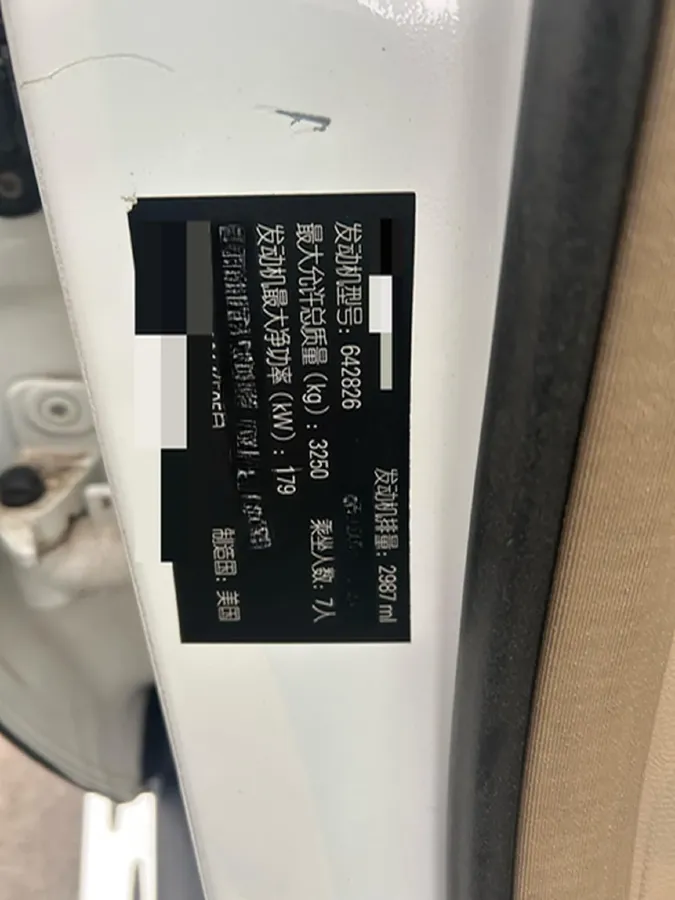 发动机排量：2987 ml
发动机型号：642826
最大允许总质量（kg）：3250 乘坐人数：7人
发动机最大净功率（kW）：179
制造国：美国